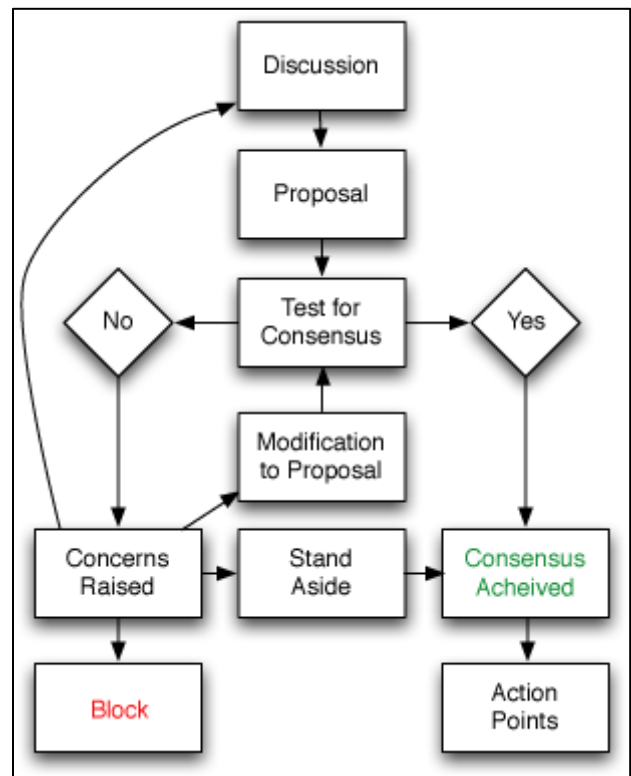 Discussion
Proposal
Test for
Consensus
No
Yes
Modification
to Proposal
Concerns
Raised
Stand
Aside
Consensus
Acheived
Block
Action
Points